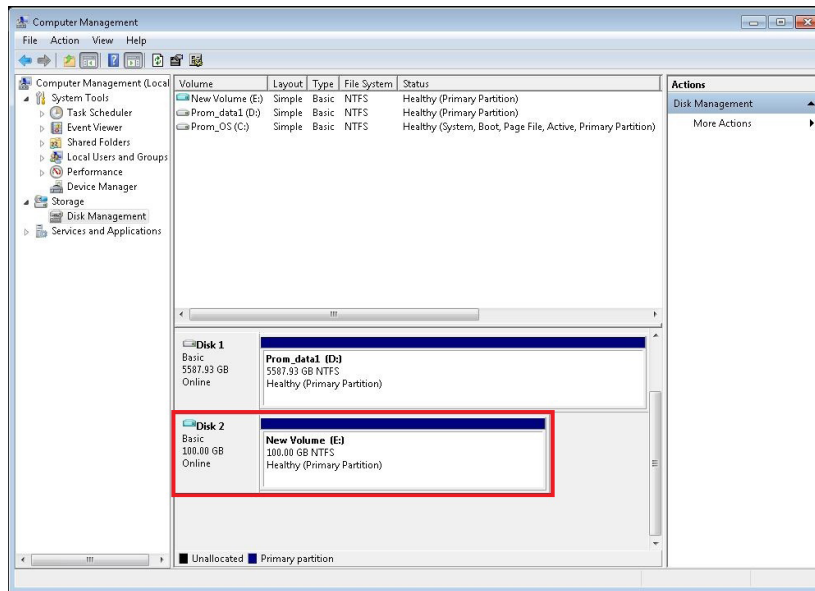 Computer Management
File Action View Help
Computer Management (Local
System Tools
Task Scheduler
Event Viewer
Shared Folders
Local Users and Groups
Performance
Device Manager
Storage
Disk Management
Services and Applications
Volume Layout Type File System Status
New Volume (E:) Simple Basic NTFS Healthy (Primary Partition)
Prom_data1 (D:) Simple Basic NTFS Healthy (Primary Partition)
Prom_OS (C:) Simple Basic NTFS Healthy (System, Boot, Page File, Active, Primary Partition)
Disk 1
Basic
5587.93 GB
Online
Prom_data1 (D:)
5587.93 GB NTFS
Healthy (Primary Partition)
Disk 2
Basic
100.00 GB
Online
New Volume (E:)
100.00 GB NTFS
Healthy (Primary Partition)
Unallocated Primary partition
Actions
Disk Management
More Actions